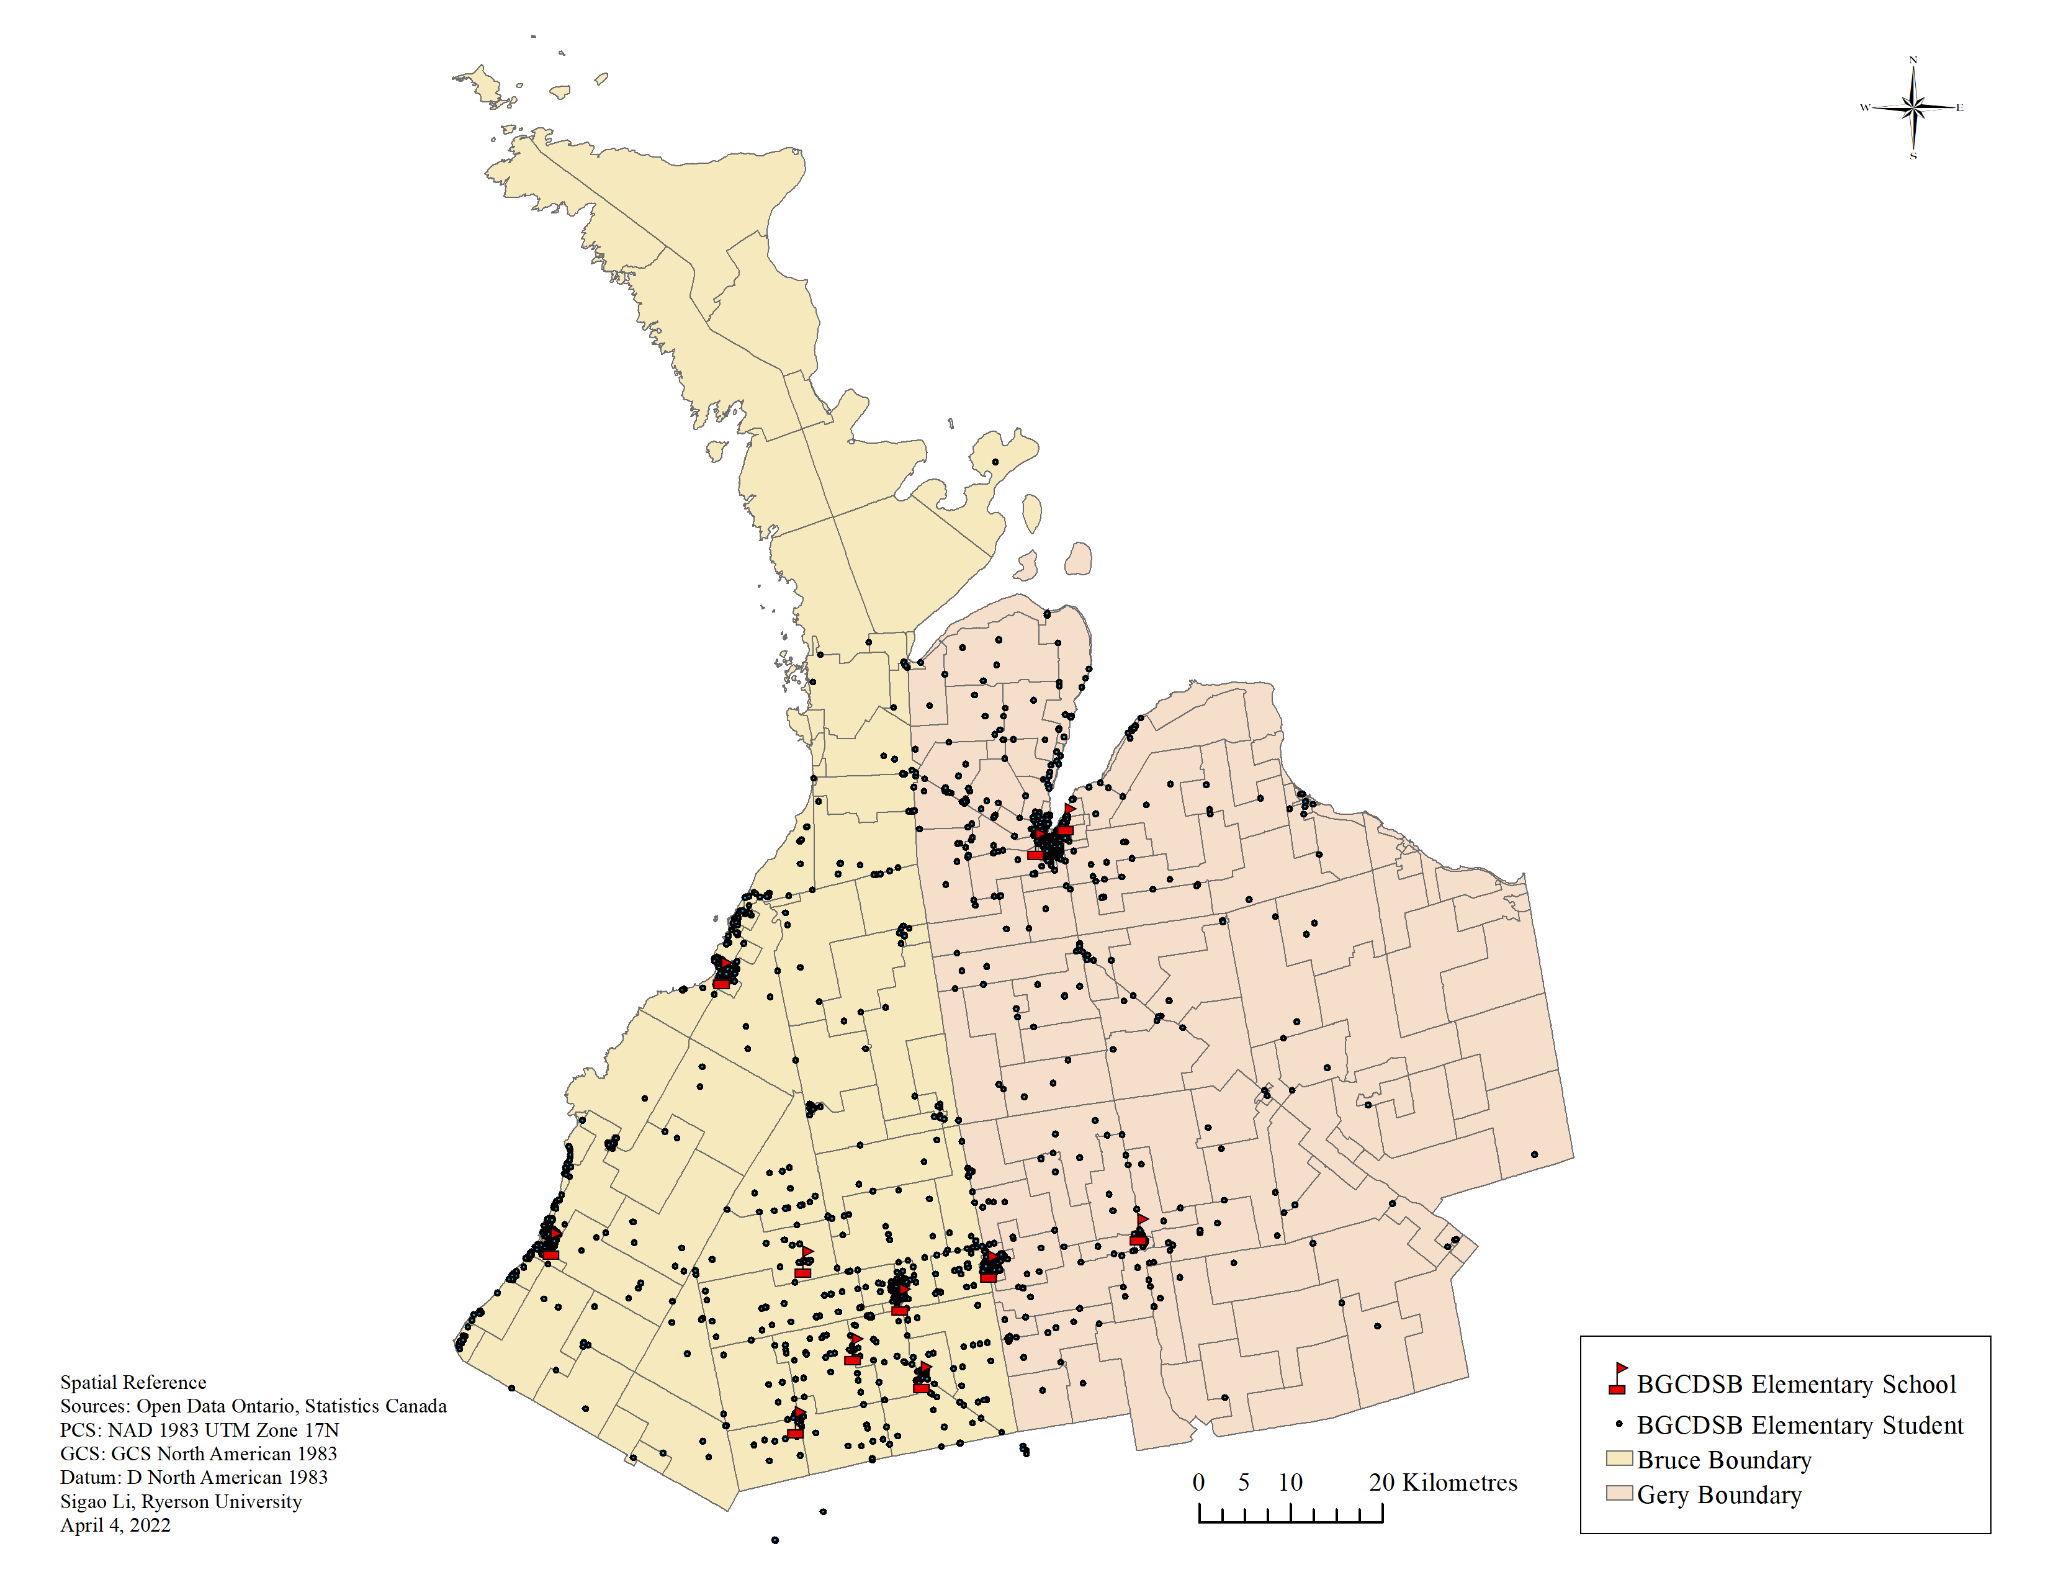 N
W E
S
Spatial Reference
Sources: Open Data Ontario, Statistics Canada
PCS: NAD 1983 UTM Zone 17N
GCS: GCS North American 1983
Datum: D North American 1983
Sigao Li, Ryerson University
April 4, 2022
0 5 10 20 Kilometres
BGCDSB Elementary School
BGCDSB Elementary Student
Bruce Boundary
Gery Boundary